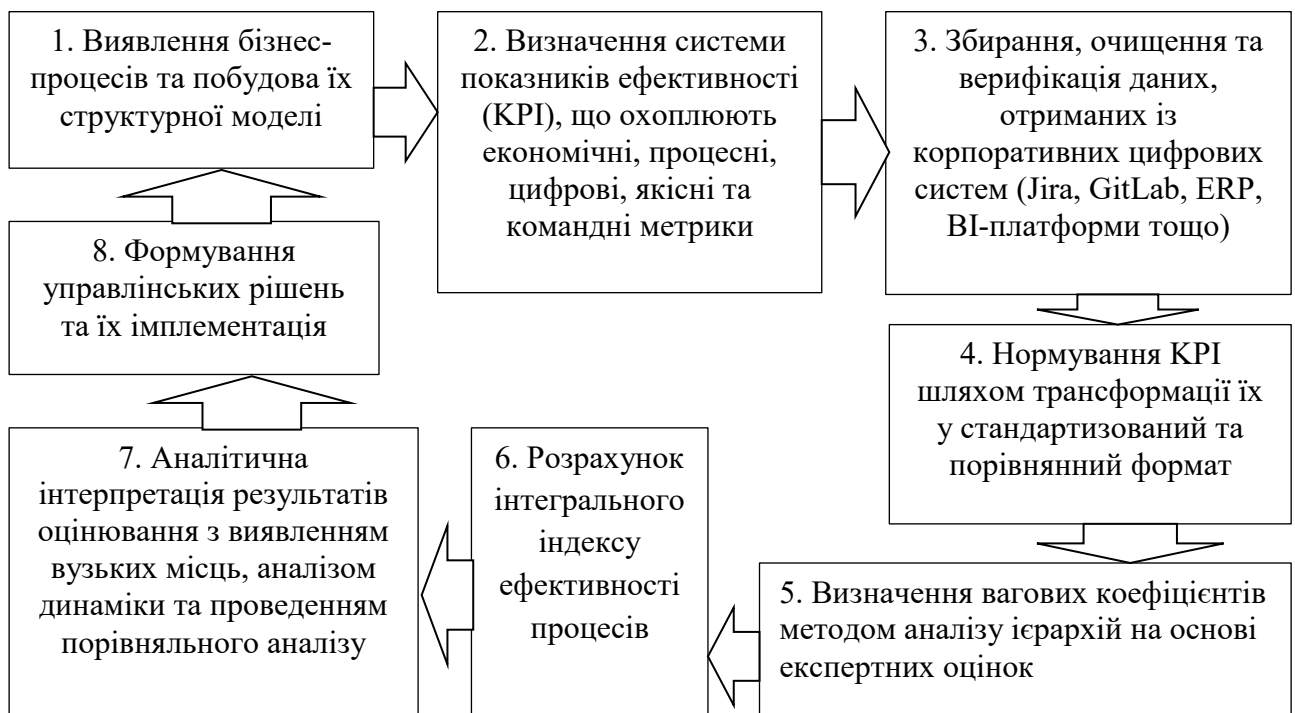 1. Виявлення бізнес-
процесів та побудова їх
структурної моделі
2. Визначення системи
показників ефективності
(KPI), що охоплюють
економічні, процесні,
цифрові, якісні та
командні метрики
3. Збирання, очищення та
верифікація даних,
отриманих із
корпоративних цифрових
систем (Jira, GitLab, ERP,
BI-платформи тощо)
4. Нормування KPI
шляхом трансформації їх
у стандартизований та
порівнянний формат
5. Визначення вагових коефіцієнтів
методом аналізу ієрархій на основі
експертних оцінок
6. Розрахунок
інтегрального
індексу
ефективності
процесів
7. Аналітична
інтерпретація результатів
оцінювання з виявленням
вузьких місць, аналізом
динаміки та проведенням
порівняльного аналізу
8. Формування
управлінських рішень
та їх імплементація